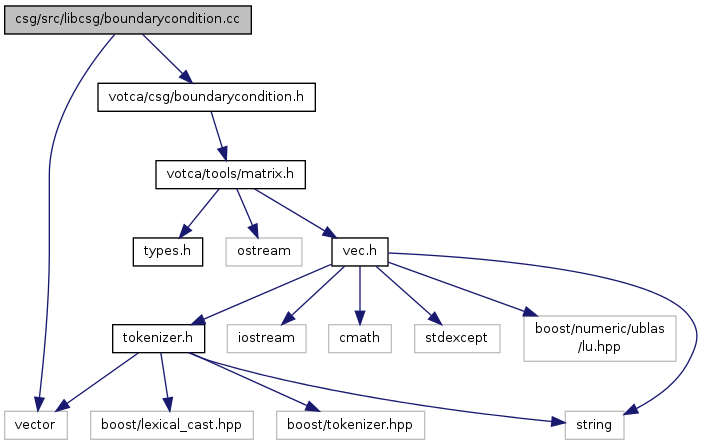 csg/src/libcsg/boundarycondition.cc
votca/csg/boundarycondition.h
votca/tools/matrix.h
types.h
ostream
vec.h
tokenizer.h
iostream
cmath
stdexcept
boost/numeric/ublas
/lu.hpp
vector
boost/lexical_cast.hpp
boost/tokenizer.hpp
string